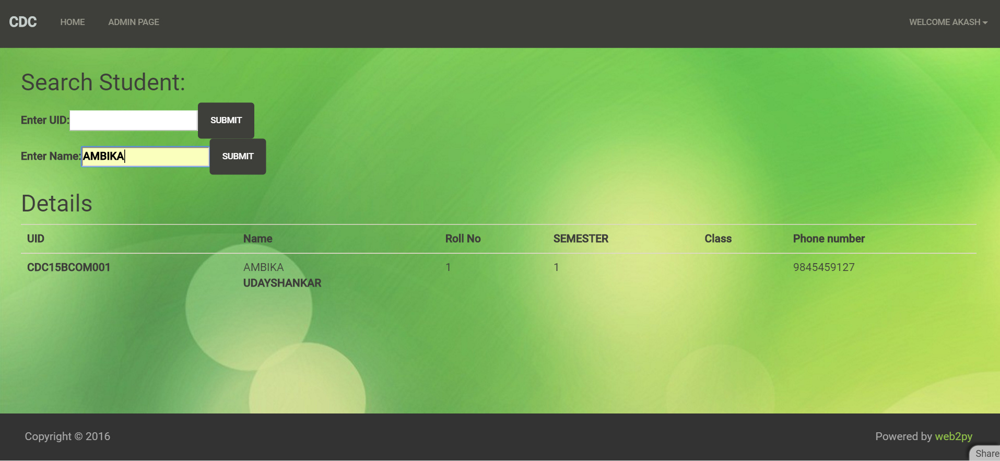 CDC HOME ADMIN PAGE WELCOME AKASH
Search Student:
Enter UID: SUBMIT
Enter Name: AMBIKA SUBMIT
Details
UID Name Roll No SEMESTER Class Phone number
CDC15BCOM001 AMBIKA 1 1 9845459127
UDAYSHANKAR
Copyright © 2016 Powered by web2py
Share